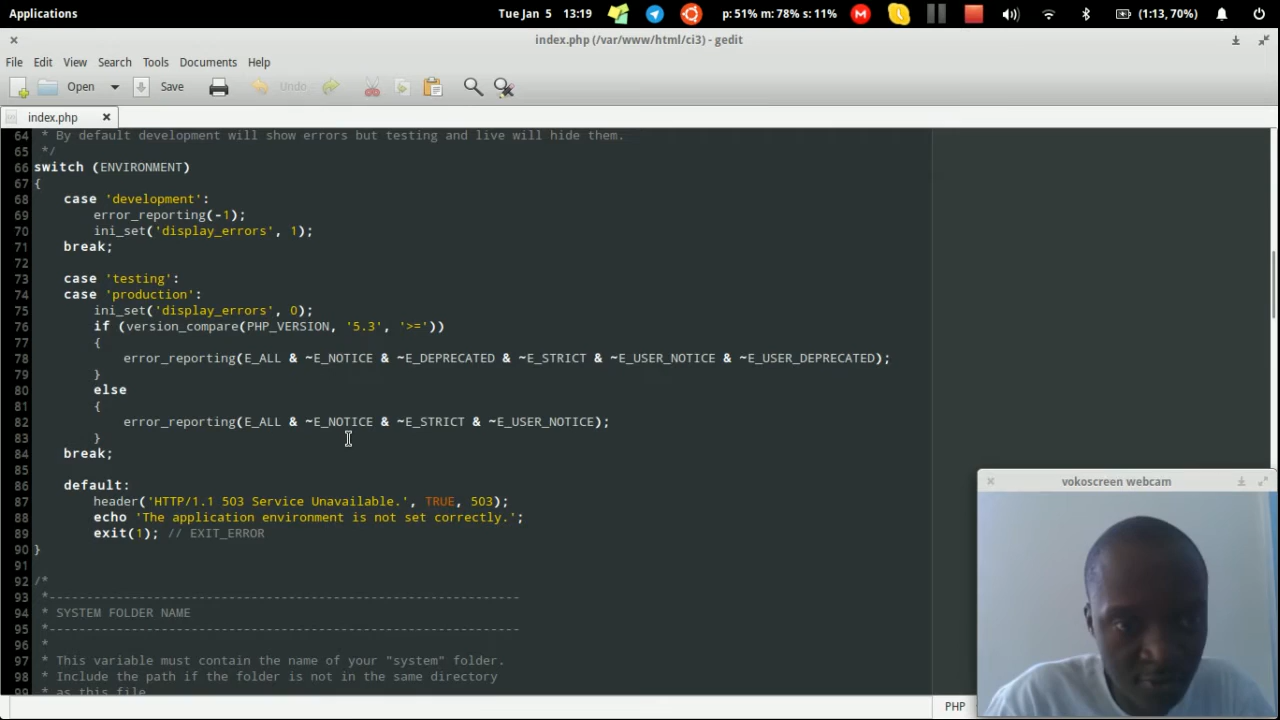 Applications
Tue Jan 5 13:19
p: 51% m: 78% s: 11%
(1:13, 70%)
index.php (/var/www/html/ci3) - gedit
File Edit View Search Tools Documents Help
Open Save Undo
index.php
64 * By default development will show errors but testing and live will hide them.
65 */
66 switch (ENVIRONMENT)
67 {
68 case 'development':
69 error_reporting(-1);
70 ini_set('display_errors', 1);
71 break;
72
73 case 'testing':
74 case 'production':
75 ini_set('display_errors', 0);
76 if (version_compare(PHP_VERSION, '5.3', '>='))
77 {
78 error_reporting(E_ALL & ~E_NOTICE & ~E_DEPRECATED & ~E_STRICT & ~E_USER_NOTICE & ~E_USER_DEPRECATED);
79 }
80 else
81 {
82 error_reporting(E_ALL & ~E_NOTICE & ~E_STRICT & ~E_USER_NOTICE);
83 }
84 break;
85
86 default:
87 header('HTTP/1.1 503 Service Unavailable.', TRUE, 503);
88 echo 'The application environment is not set correctly.';
89 exit(1); // EXIT_ERROR
90 }
91
92 /*
93 *---------------------------------------------------------------
94 * SYSTEM FOLDER NAME
95 *---------------------------------------------------------------
96 *
97 * This variable must contain the name of your "system" folder.
98 * Include the path if the folder is not in the same directory
99 * as this file
vokoscreen webcam
PHP